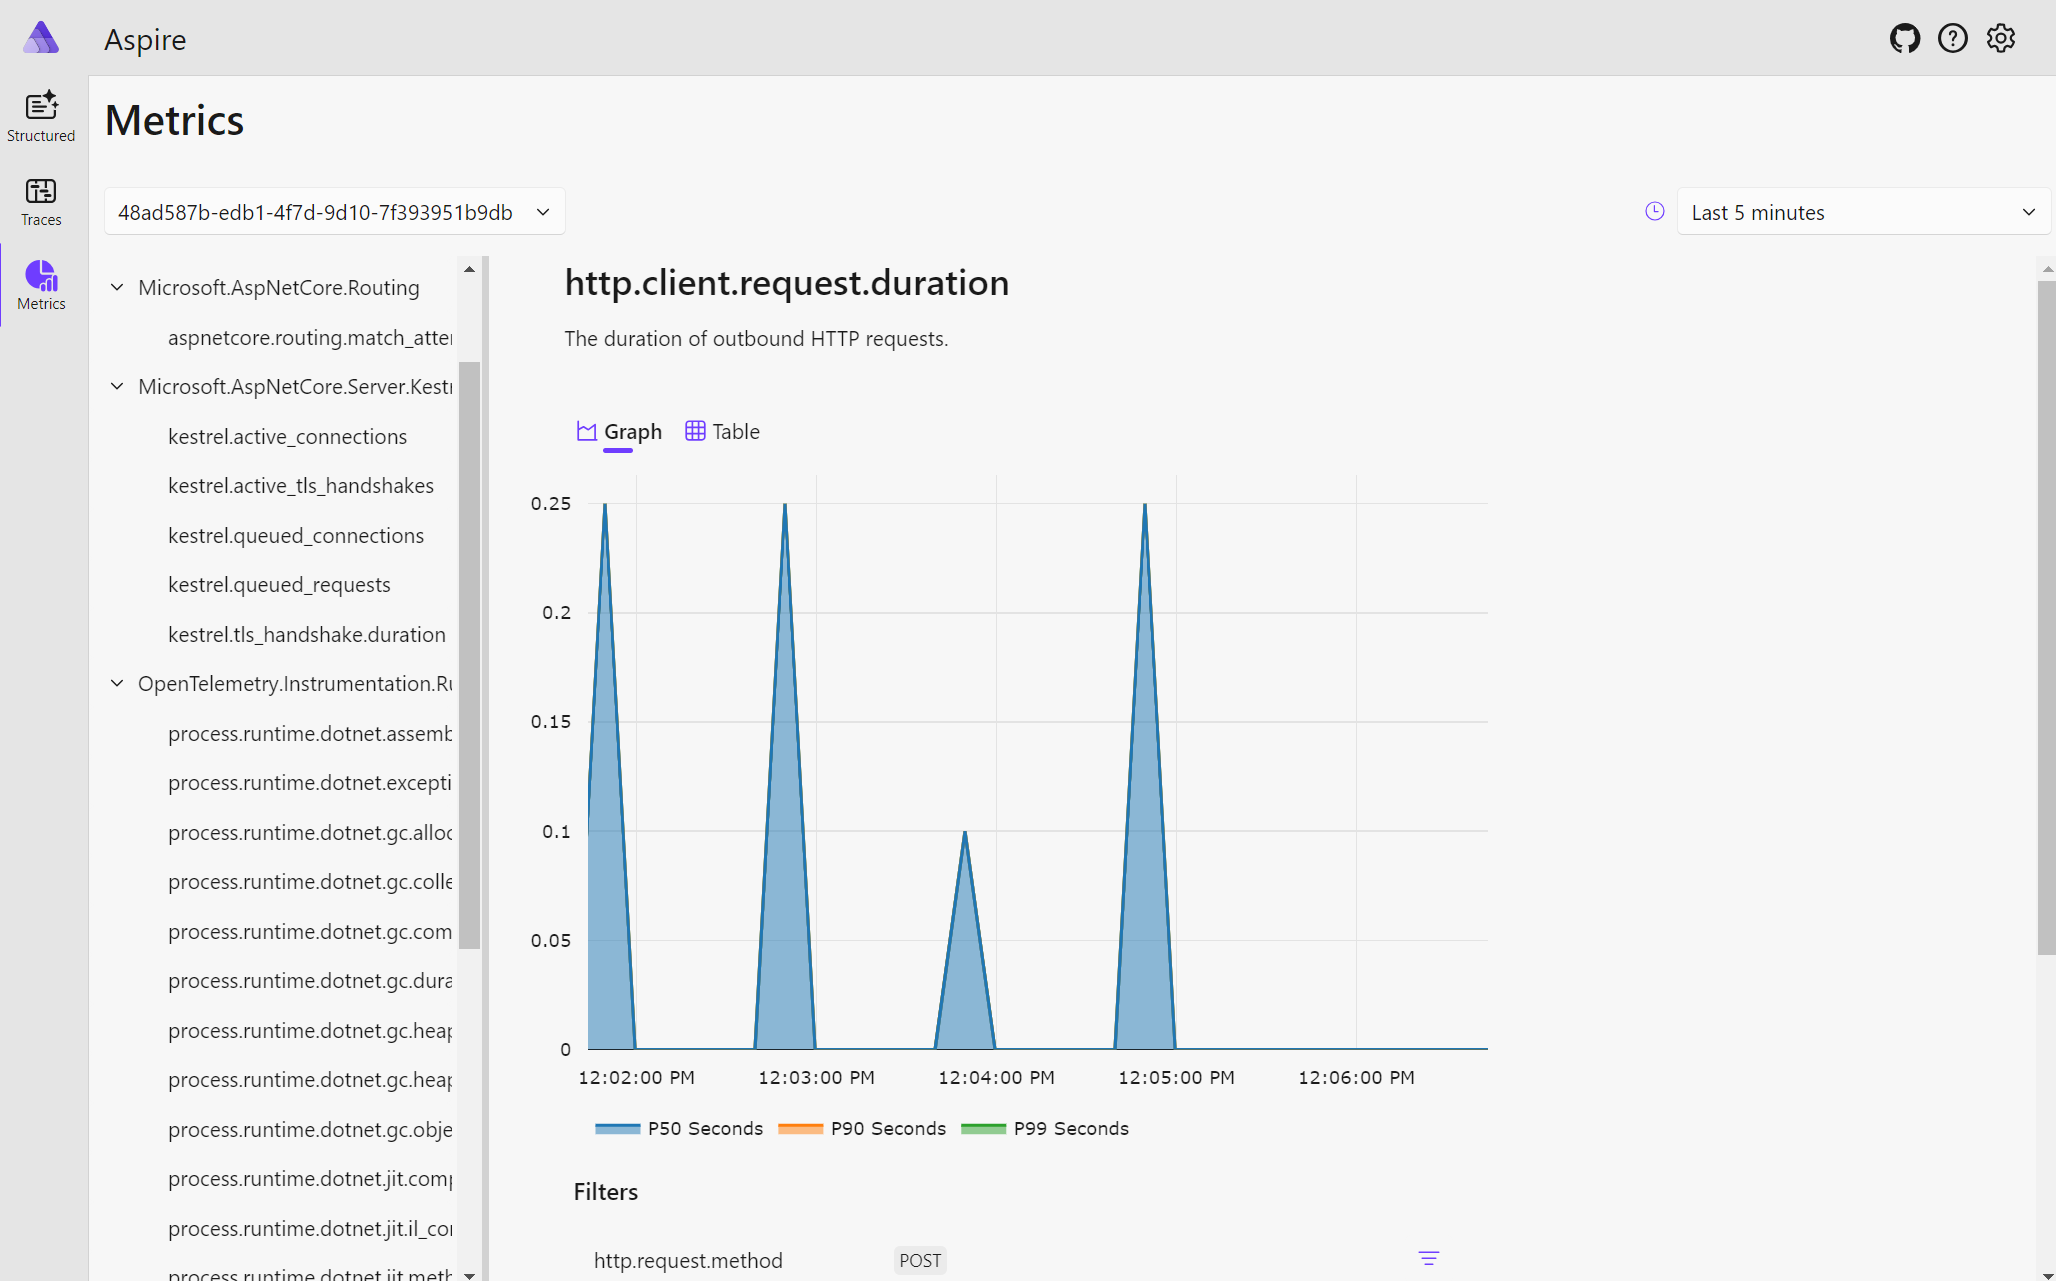 Aspire
Structured
Traces
Metrics
Metrics
48ad587b-edb1-4f7d-9d10-7f393951b9db
Last 5 minutes
Microsoft.AspNetCore.Routing
aspnetcore.routing.match_atte
Microsoft.AspNetCore.Server.Kest
kestrel.active_connections
kestrel.active_tls_handshakes
kestrel.queued_connections
kestrel.queued_requests
kestrel.tls_handshake.duration
OpenTelemetry.Instrumentation.R
process.runtime.dotnet.assemb
process.runtime.dotnet.excepti
process.runtime.dotnet.gc.alloc
process.runtime.dotnet.gc.colle
process.runtime.dotnet.gc.com
process.runtime.dotnet.gc.dura
process.runtime.dotnet.gc.heap
process.runtime.dotnet.gc.heap
process.runtime.dotnet.gc.obje
process.runtime.dotnet.jit.comp
process.runtime.dotnet.jit.il_co
process.runtime.dotnet.jit.meth
http.client.request.duration
The duration of outbound HTTP requests.
Graph Table
0.25
0.2
0.15
0.1
0.05
0
12:02:00 PM 12:03:00 PM 12:04:00 PM 12:05:00 PM 12:06:00 PM
P50 Seconds P90 Seconds P99 Seconds
Filters
http.request.method POST